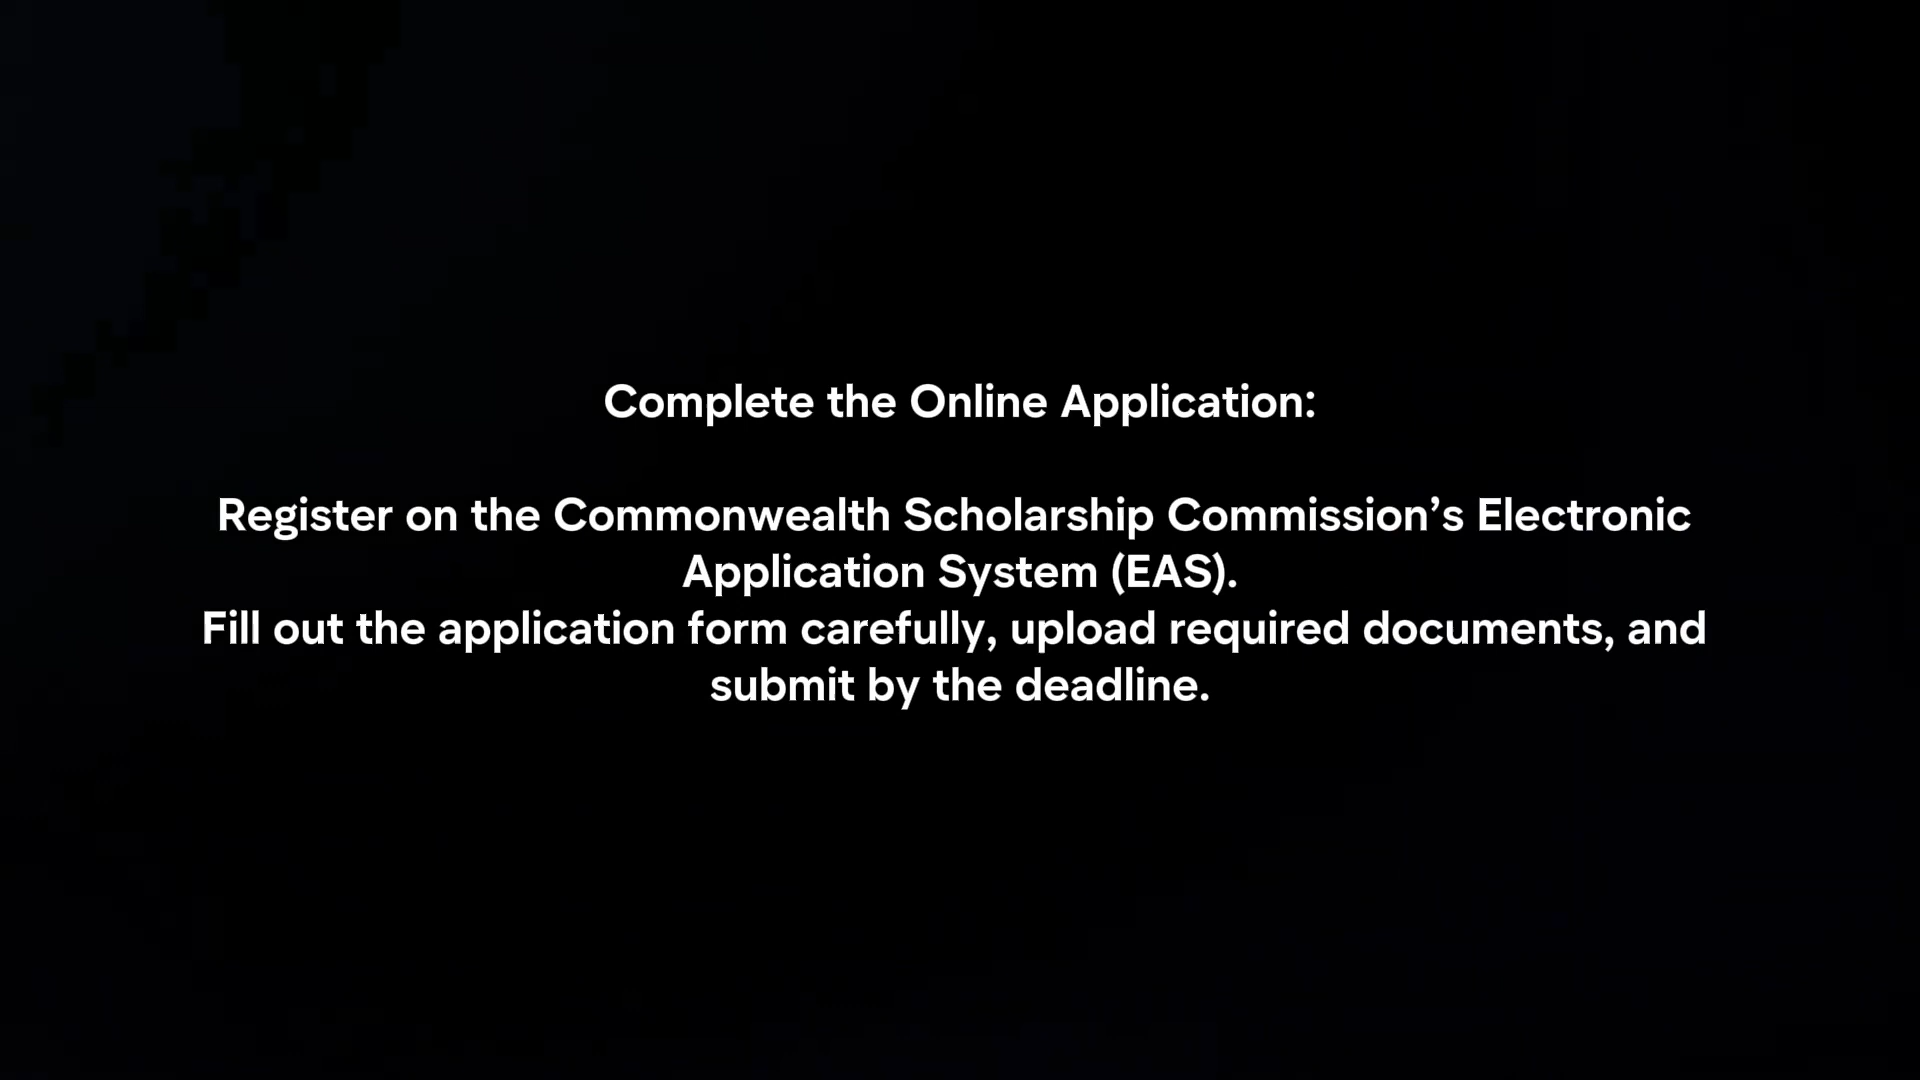 Complete the Online Application:
Register on the Commonwealth Scholarship Commission’s Electronic
Application System (EAS).
Fill out the application form carefully, upload required documents, and
submit by the deadline.